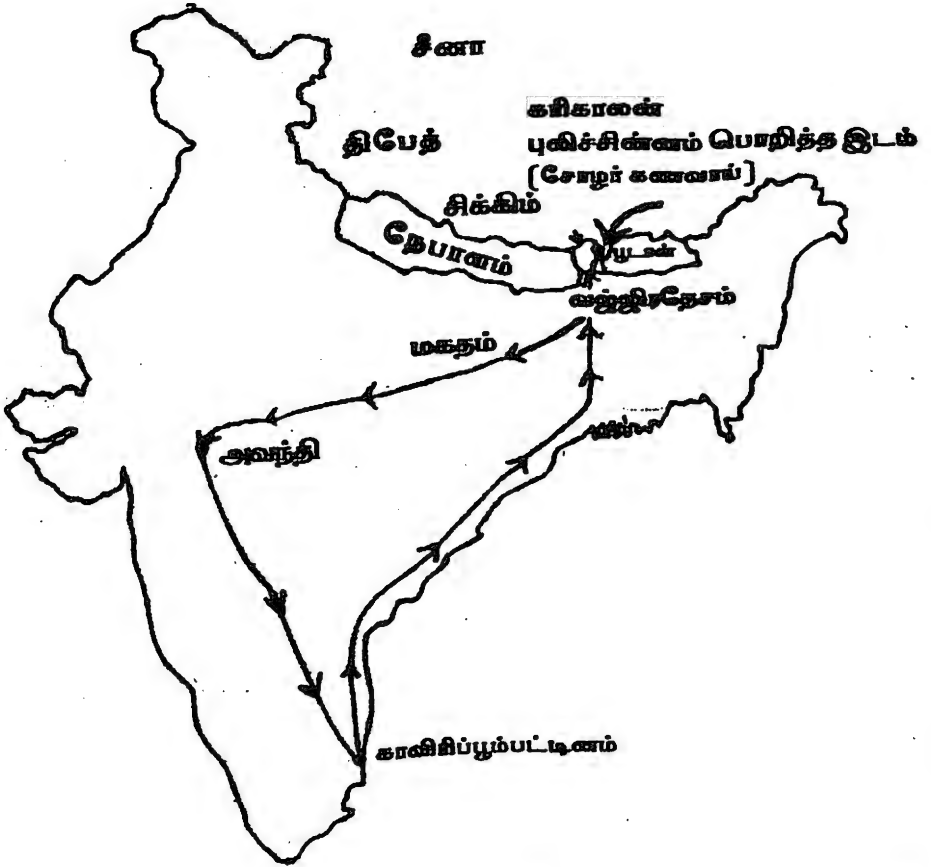 சீனா
கரிகாலன்
புலிச்சின்னம் பொறித்த இடம்
(சோழர் கணவாய்)
திபேத்
சிக்கிம்
நேபாளம்
பூடான்
வஜ்ஜிரதேசம்
மகதம்
அவந்தி
காவிரிப்பூம்பட்டினம்